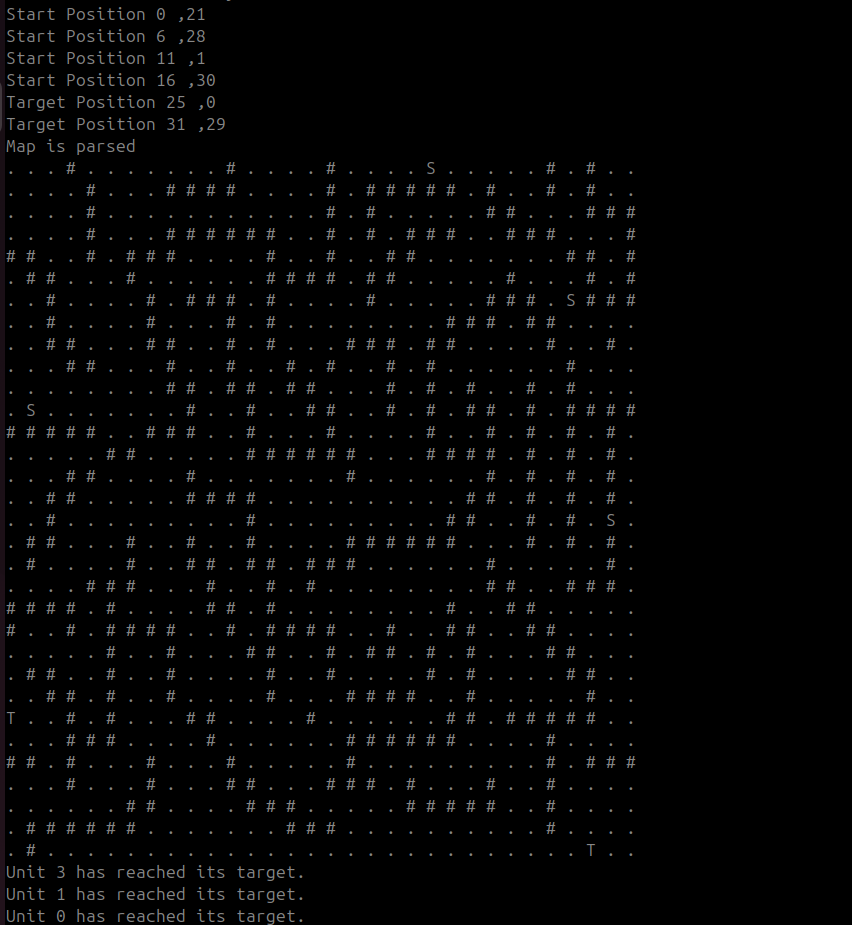 Start Position 0 ,21
Start Position 6 ,28
Start Position 11 ,1
Start Position 16 ,30
Target Position 25 ,0
Target Position 31 ,29
Map is parsed
. . . # . . . . . . . # . . . . # . . . . S . . . . . # . # . .
. . . . # . . . # # # # . . . . # . # # # # # . # . . # . # . .
. . . . # . . . . . . . . . . . # . # . . . . . # # . . . # # #
. . . . # . . . # # # # # # . . # . # . # # # . . # # # . . . #
# # . . # . # # # . . . . # . . # . . # # . . . . . . . # # . #
. # # . . . # . . . . . . # # # # . # # . . . . . # . . . # . #
. . # . . . . # . # # # . # . . . . # . . . . . # # # . S # # #
. . # . . . . # . . . # . # . . . . . . . . # # # . # # . . . .
. . # # . . . # # . . # . # . . . # # # . # # . . . . # . . # .
. . . # # . . . # . . # . . # . # . . # . # . . . . . . # . . .
. . . . . . . . # # . # # . # # . . . # . # . # . . # . # . . .
. S . . . . . . . # . . # . . # # . . # . # . # # . # . # # # #
# # # # # . . # # # . . # . . . # . . . . # . . # . # . # . # .
. . . . . # # . . . . . # # # # # # . . . # # # # . # . # . # .
. . . # # . . . . # . . . . . . . # . . . . . . # . # . # . # .
. . # # . . . . . # # # # . . . . . . . . . . # # . # . # . # .
. . # . . . . . . . . . # . . . . . . . . . # # . . # . # . S .
. # # . . . # . . # . . # . . . . # # # # # # . . . # . # . # .
. # . . . . # . . # # . # # . # # # . . . . . . # . . . . . # .
. . . . # # # . . . # . . # . # . . . . . . . . # # . . # # # .
# # # # . # . . . . # # . # . . . . . . . . # . . # # . . . . .
# . . # . # # # # . . # . # # # # . . # . . # # . . # # . . . .
. . . . . # . . # . . . # # . . # . # # . # . # . . . # # . . .
. # # . . # . . # . . . . # . . # . . . . # . # . . . . # # . .
. . # # . # . . # . . . . # . . . # # # # . . # . . . . . # . .
T . . # . # . . . # # . . . . # . . . . . . # # . # # # # # . .
. . . # # # . . . . # . . . . . . # # # # # # . . . . # . . . .
# # . # . . . # . . . # . . . . . # . . . . . . . . . # . # # #
. . . # . . . # . . . # # . . . # # # . # . . . # . . # . . . .
. . . . . . # # . . . . # # # . . . . . # # # # # . . # . . . .
. # # # # # # . . . . . . . # # # . . . . . . . . . . # . . . .
. # . . . . . . . . . . . . . . . . . . . . . . . . . . . T . .
Unit 3 has reached its target.
Unit 1 has reached its target.
Unit 0 has reached its target.